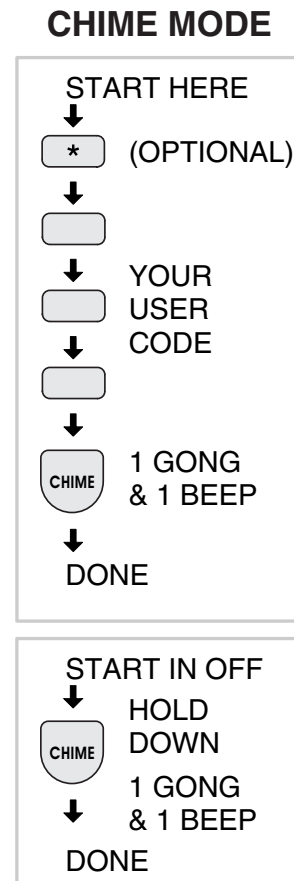 CHIME MODE
START HERE
* (OPTIONAL)
YOUR
USER
CODE
CHIME
1 GONG
& 1 BEEP
DONE
START IN OFF
HOLD
DOWN
CHIME
1 GONG
& 1 BEEP
DONE